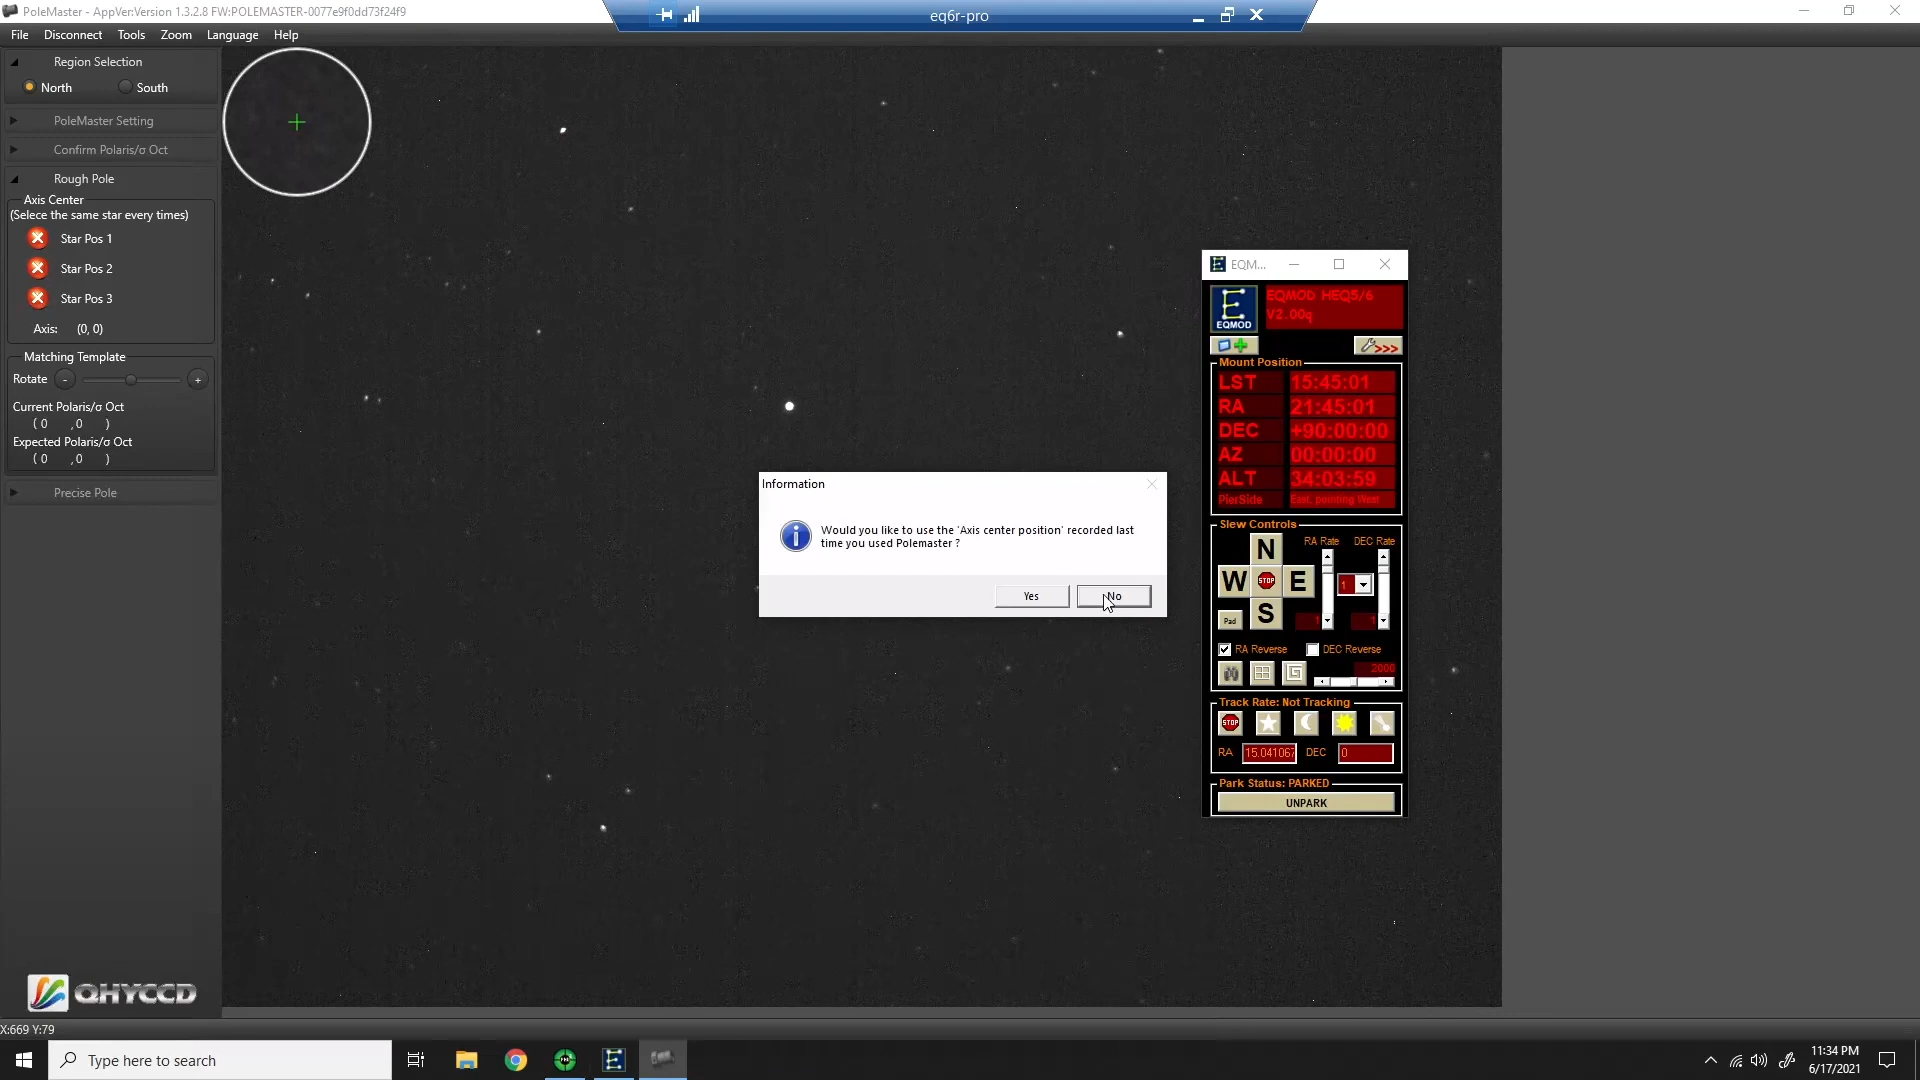 PoleMaster - AppVer:Version 1.3.2.8 FW:POLEMASTER-0077e9f0dd73f24f9
eq6r-pro
File Disconnect Tools Zoom Language Help
Region Selection
North South
PoleMaster Setting
Confirm Polaris/σ Oct
Rough Pole
Axis Center
(Selece the same star every times)
Star Pos 1
Star Pos 2
Star Pos 3
Axis: (0, 0)
Matching Template
Rotate - +
Current Polaris/σ Oct
( 0 ,0 )
Expected Polaris/σ Oct
( 0 ,0 )
Precise Pole
QHYCCD
X:669 Y:79
Information
Would you like to use the 'Axis center position' recorded last
time you used Polemaster ?
Yes No
EQM...
EQMOD
EQMOD HEQ5/6
V2.00q
>>>
Mount Position
LST 15:45:01
RA 21:45:01
DEC +90:00:00
AZ 00:00:00
ALT 34:03:59
PierSide East, pointing West
Slew Controls
RA Rate DEC Rate
N
W STOP E
S
1
Pad
1 1
RA Reverse DEC Reverse
2000
Track Rate: Not Tracking
STOP
RA 15.041067 DEC 0
Park Status: PARKED
UNPARK
Type here to search
11:34 PM
6/17/2021